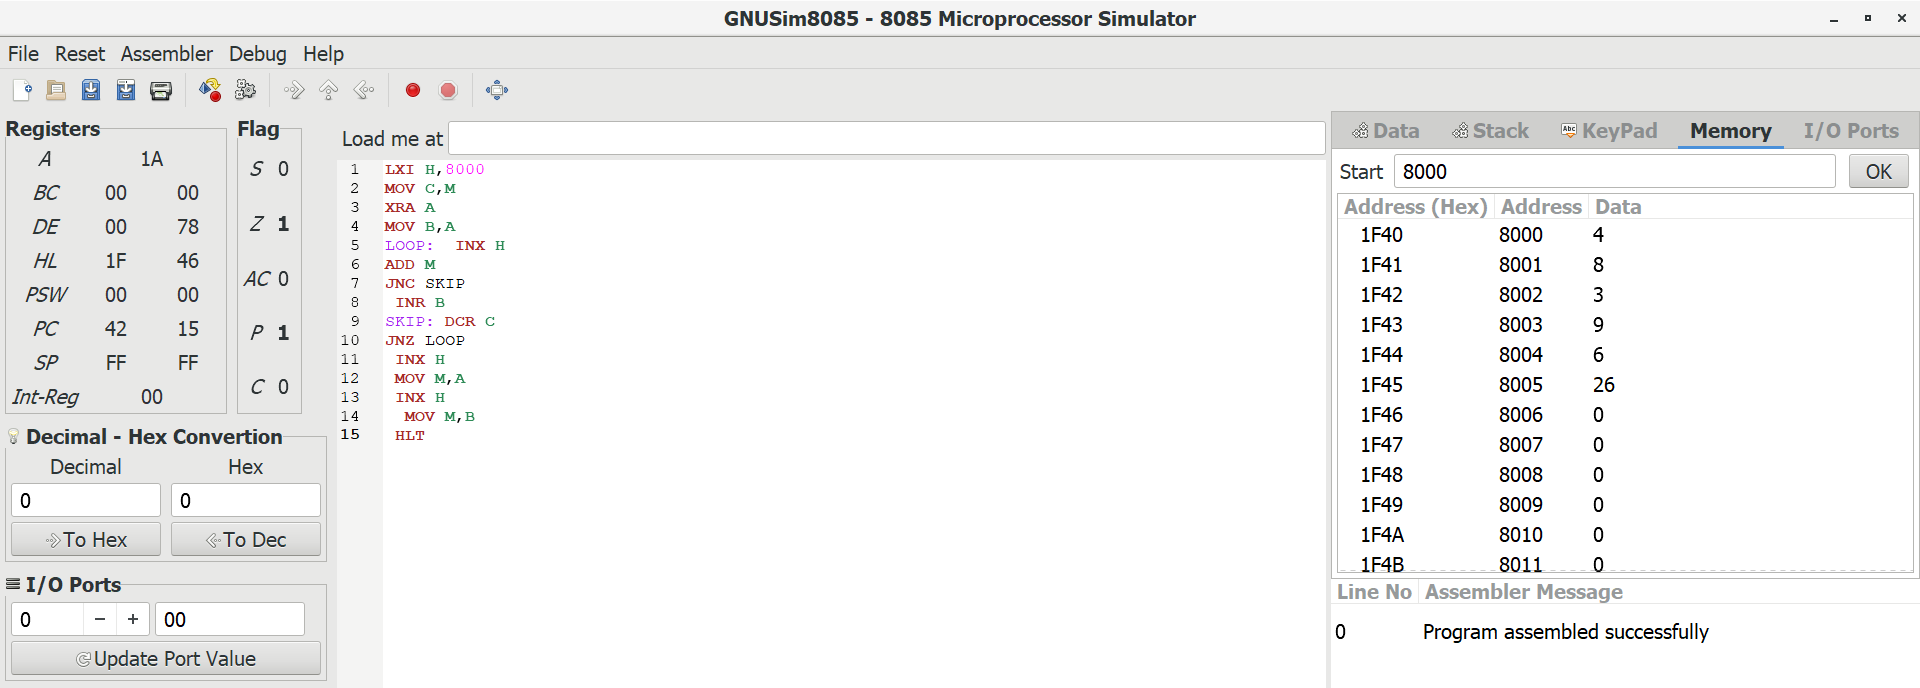 GNUSim8085 - 8085 Microprocessor Simulator
File Reset Assembler Debug Help
Registers
A 1A
BC 00 00
DE 00 78
HL 1F 46
PSW 00 00
PC 42 15
SP FF FF
Int-Reg 00
Flag
S 0
Z 1
AC 0
P 1
C 0
Decimal - Hex Convertion
Decimal Hex
0 0
To Hex To Dec
I/O Ports
0 − + 00
Update Port Value
Load me at
1 LXI H,8000
2 MOV C,M
3 XRA A
4 MOV B,A
5 LOOP: INX H
6 ADD M
7 JNC SKIP
8 INR B
9 SKIP: DCR C
10 JNZ LOOP
11 INX H
12 MOV M,A
13 INX H
14 MOV M,B
15 HLT
Data Stack Abc KeyPad Memory I/O Ports
Start 8000 OK
Address (Hex) Address Data
1F40 8000 4
1F41 8001 8
1F42 8002 3
1F43 8003 9
1F44 8004 6
1F45 8005 26
1F46 8006 0
1F47 8007 0
1F48 8008 0
1F49 8009 0
1F4A 8010 0
1F4B 8011 0
Line No Assembler Message
0 Program assembled successfully